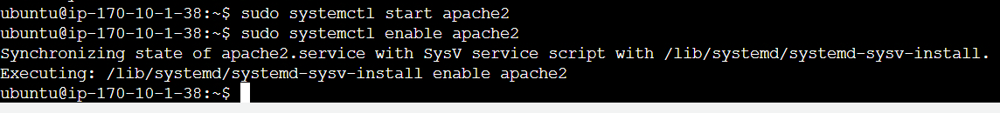 ubuntu@ip-170-10-1-38:~$ sudo systemctl start apache2
ubuntu@ip-170-10-1-38:~$ sudo systemctl enable apache2
Synchronizing state of apache2.service with SysV service script with /lib/systemd/systemd-sysv-install.
Executing: /lib/systemd/systemd-sysv-install enable apache2
ubuntu@ip-170-10-1-38:~$